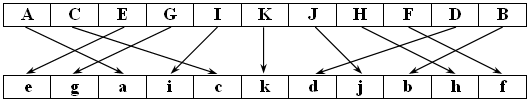 A C E G I K J H F D B
e g a i c k d j b h f